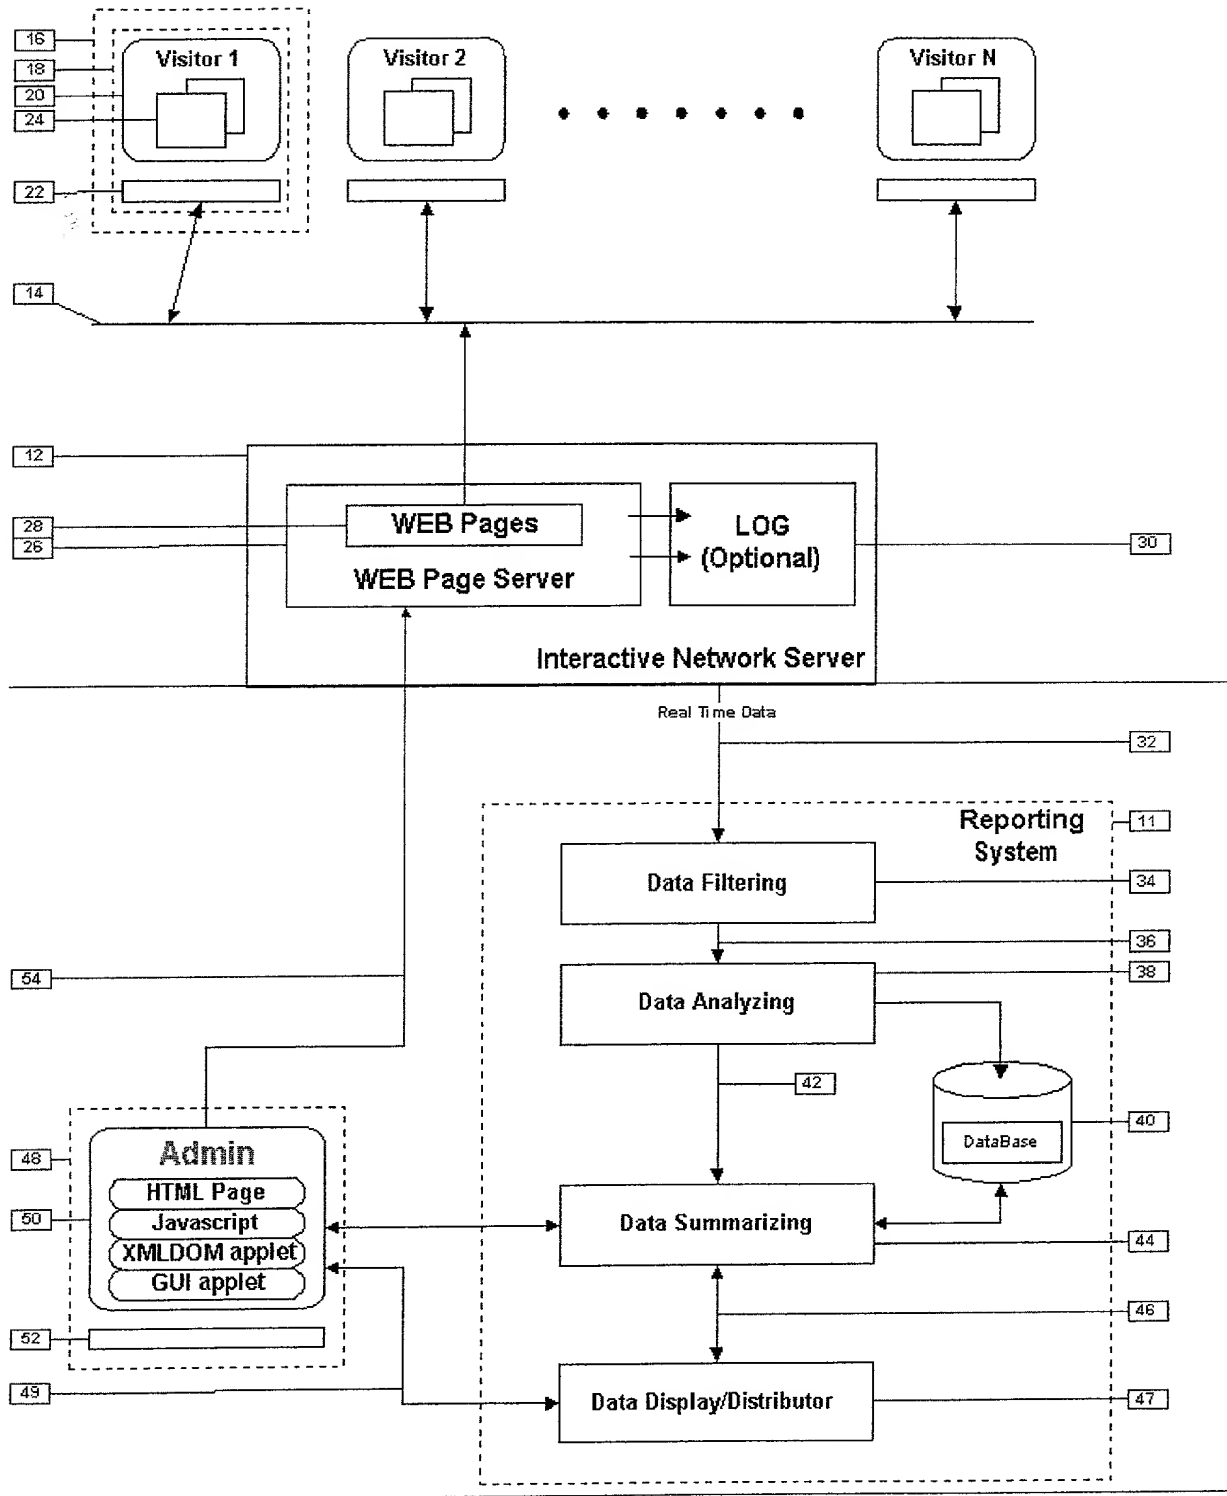 16
18
20
24
22
14
Visitor 1
Visitor 2
Visitor N
12
28
26
WEB Pages
WEB Page Server
LOG
(Optional)
30
Interactive Network Server
Real Time Data
32
Reporting
System
11
Data Filtering
34
36
38
Data Analyzing
54
42
DataBase
40
48
Admin
50
HTML Page
Javascript
XMLDOM applet
GUI applet
Data Summarizing
44
46
52
49
Data Display/Distributor
47